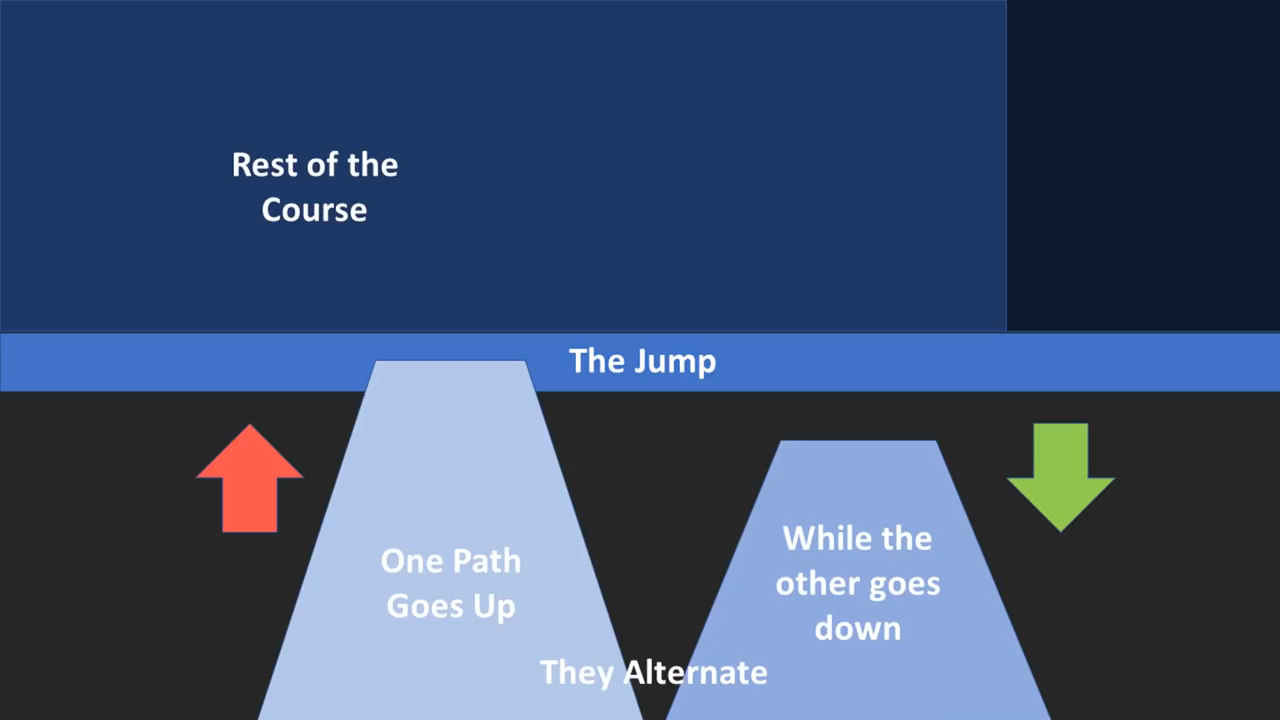 Rest of the
Course
The Jump
One Path
Goes Up
While the
other goes
down
They Alternate